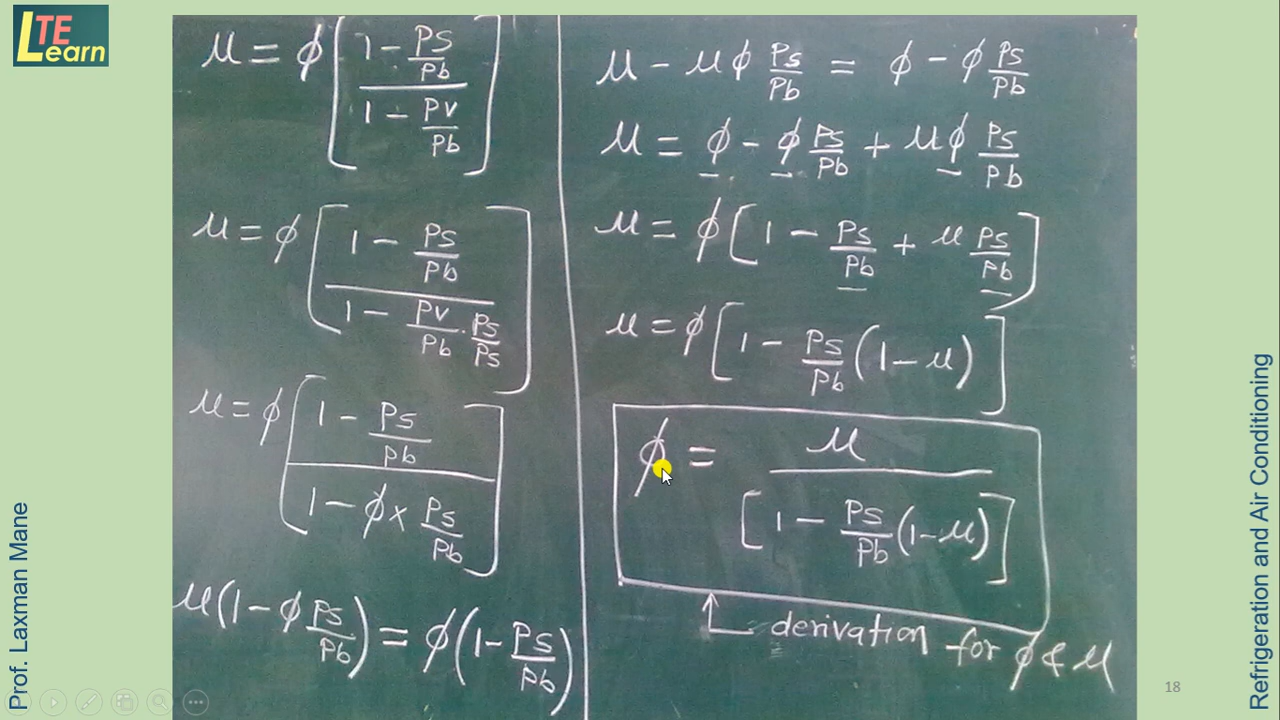 LTE
Learn
μ = ϕ [ (1 - Ps/Pb) / (1 - Pv/Pb) ]
μ = ϕ [ (1 - Ps/Pb) / (1 - Pv/Pb · Ps/Ps) ]
μ = ϕ [ (1 - Ps/Pb) / (1 - ϕ × Ps/Pb) ]
μ(1 - ϕ Ps/Pb) = ϕ(1 - Ps/Pb)
μ - μϕ Ps/Pb = ϕ - ϕ Ps/Pb
μ = ϕ - ϕ Ps/Pb + μϕ Ps/Pb
μ = ϕ [ 1 - Ps/Pb + μ Ps/Pb ]
μ = ϕ [ 1 - Ps/Pb (1 - μ) ]
ϕ = μ / [ 1 - Ps/Pb (1-μ) ]
derivation for ϕ & μ
Prof. Laxman Mane
Refrigeration and Air Conditioning
18